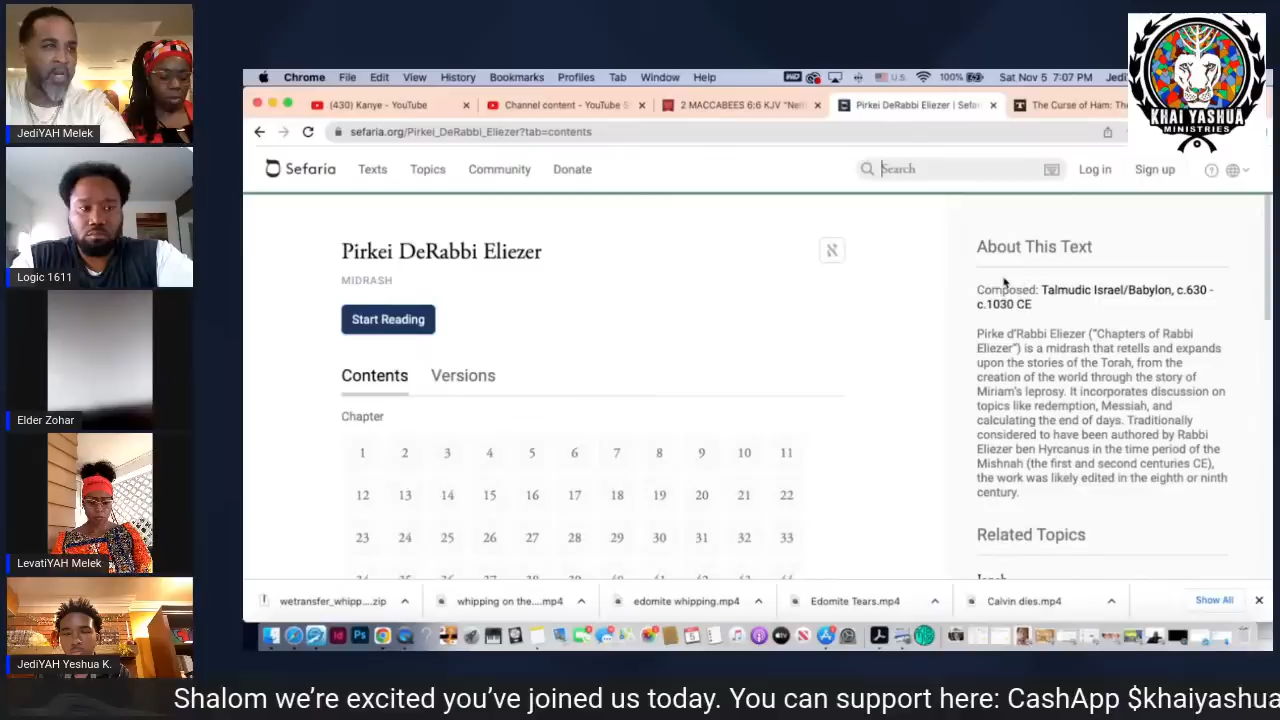 JediYAH Melek
Logic 1611
Elder Zohar
LevatiYAH Melek
JediYAH Yeshua K.
KHAI YASHUA
MINISTRIES
Chrome File Edit View History Bookmarks Profiles Tab Window Help
U.S. 100% Sat Nov 5 7:07 PM Jedi
(430) Kanye - YouTube
Channel content - YouTube S
2 MACCABEES 6:6 KJV "Neit
Pirkei DeRabbi Eliezer | Sefar
The Curse of Ham: The
sefaria.org/Pirkei_DeRabbi_Eliezer?tab=contents
Sefaria Texts Topics Community Donate
Search
Log in Sign up
Pirkei DeRabbi Eliezer
א
MIDRASH
Start Reading
Contents Versions
Chapter
1 2 3 4 5 6 7 8 9 10 11
12 13 14 15 16 17 18 19 20 21 22
23 24 25 26 27 28 29 30 31 32 33
About This Text
Composed: Talmudic Israel/Babylon, c.630 -
c.1030 CE
Pirke d'Rabbi Eliezer ("Chapters of Rabbi
Eliezer") is a midrash that retells and expands
upon the stories of the Torah, from the
creation of the world through the story of
Miriam's leprosy. It incorporates discussion on
topics like redemption, Messiah, and
calculating the end of days. Traditionally
considered to have been authored by Rabbi
Eliezer ben Hyrcanus in the time period of the
Mishnah (the first and second centuries CE),
the work was likely edited in the eighth or ninth
century.
Related Topics
wetransfer_whipp....zip
whipping on the....mp4
edomite whipping.mp4
Edomite Tears.mp4
Calvin dies.mp4
Show All
Shalom we're excited you've joined us today. You can support here: CashApp $khaiyashua